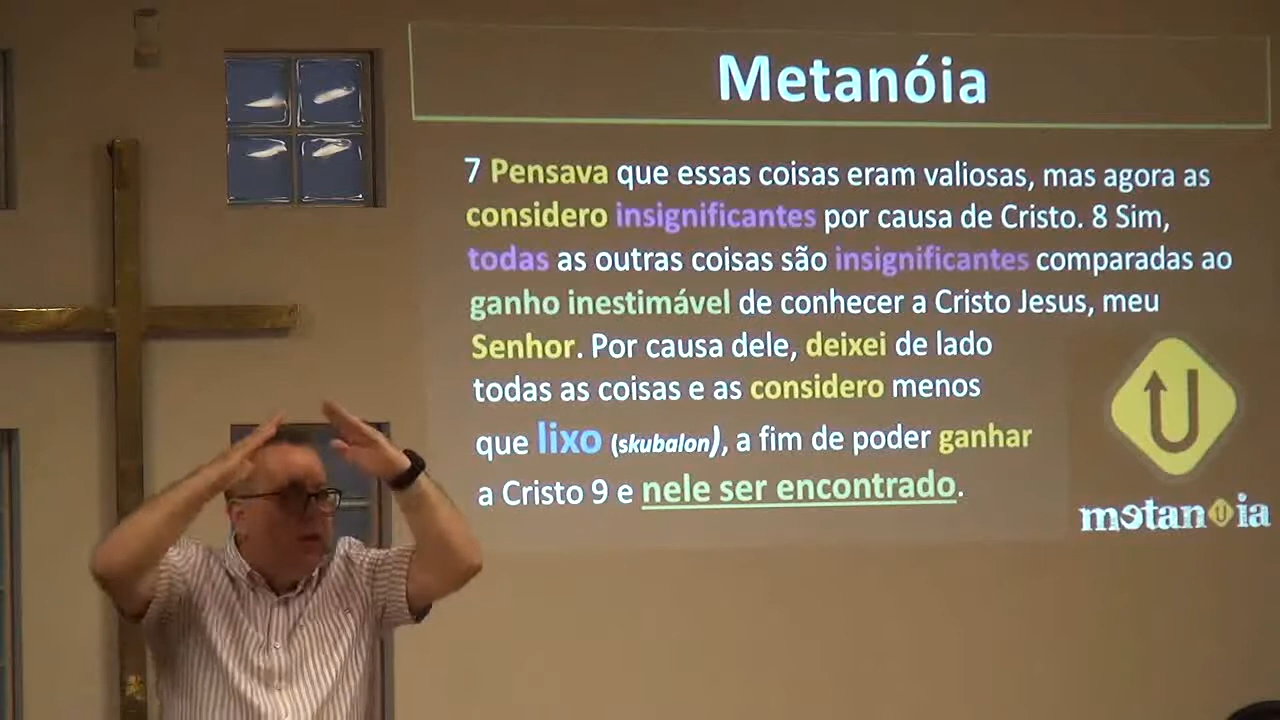 Metanóia
7 Pensava que essas coisas eram valiosas, mas agora as
considero insignificantes por causa de Cristo. 8 Sim,
todas as outras coisas são insignificantes comparadas ao
ganho inestimável de conhecer a Cristo Jesus, meu
Senhor. Por causa dele, deixei de lado
todas as coisas e as considero menos
que lixo (skubalon), a fim de poder ganhar
a Cristo 9 e nele ser encontrado.
metanoia